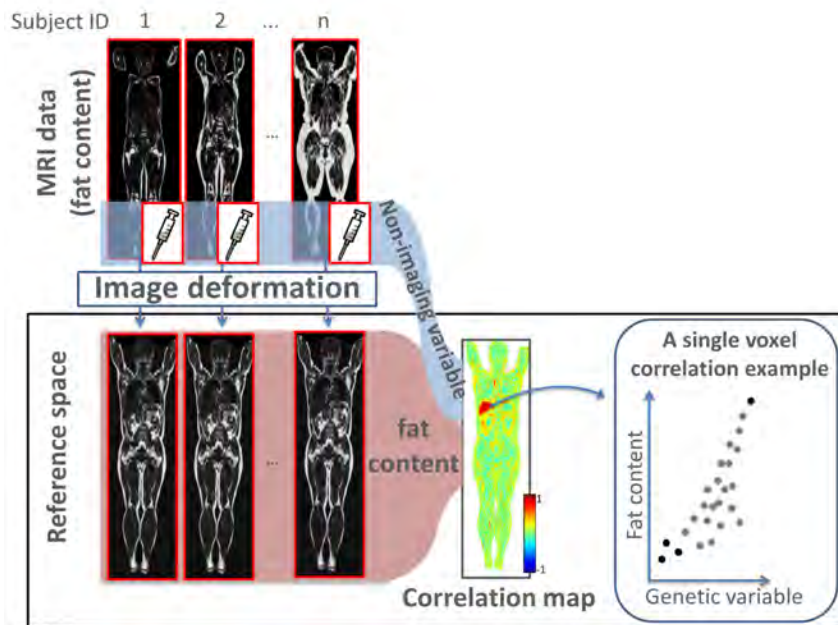 Subject ID 1 2 ... n
MRI data
(fat content)
...
Non-imaging variable
Image deformation
Reference space
...
fat
content
1
-1
Correlation map
A single voxel
correlation example
Fat content
Genetic variable